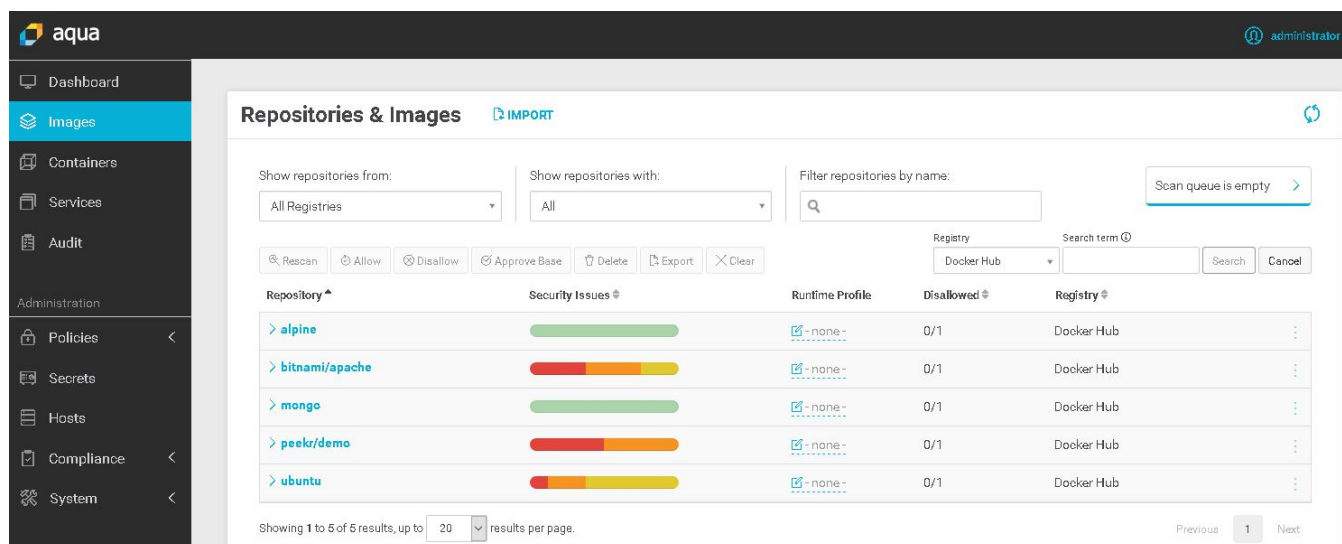 aqua
administrator
Dashboard
Images
Containers
Services
Audit
Administration
Policies
Secrets
Hosts
Compliance
System
Repositories & Images IMPORT
Show repositories from: Show repositories with: Filter repositories by name:
All Registries All
Scan queue is empty
Registry Search term
Rescan Allow Disallow Approve Base Delete Export Clear Docker Hub Search Cancel
Repository Security Issues Runtime Profile Disallowed Registry
alpine - none - 0/1 Docker Hub
bitnami/apache - none - 0/1 Docker Hub
mongo - none - 0/1 Docker Hub
peekr/demo - none - 0/1 Docker Hub
ubuntu - none - 0/1 Docker Hub
Showing 1 to 5 of 5 results, up to 20 results per page. Previous 1 Next